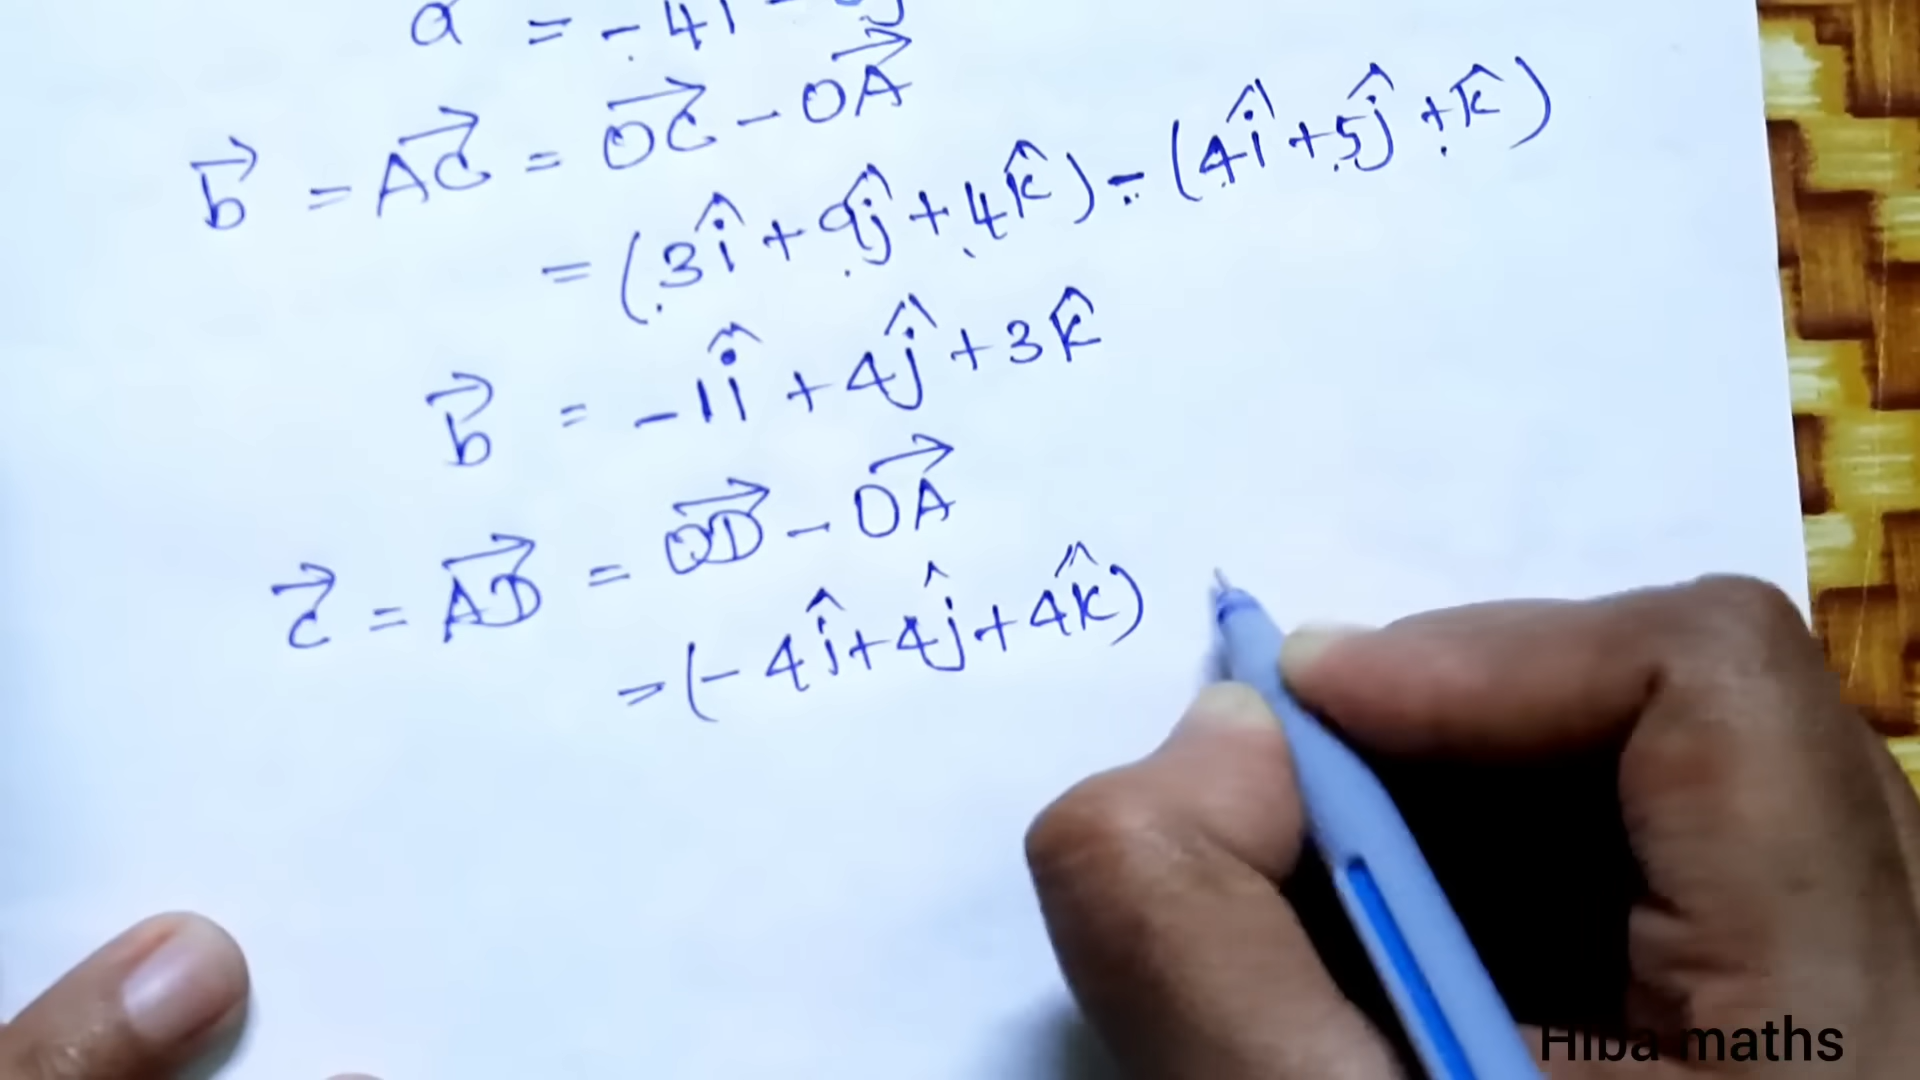 a = -4i
b⃗ = AC⃗ = OC⃗ - OA⃗
= (3î + 9ĵ + 4k̂) - (4î + 5ĵ + k̂)
b⃗ = -1î + 4ĵ + 3k̂
c⃗ = AD⃗ = OD⃗ - OA⃗
= (-4î + 4ĵ + 4k̂)
Hiba maths